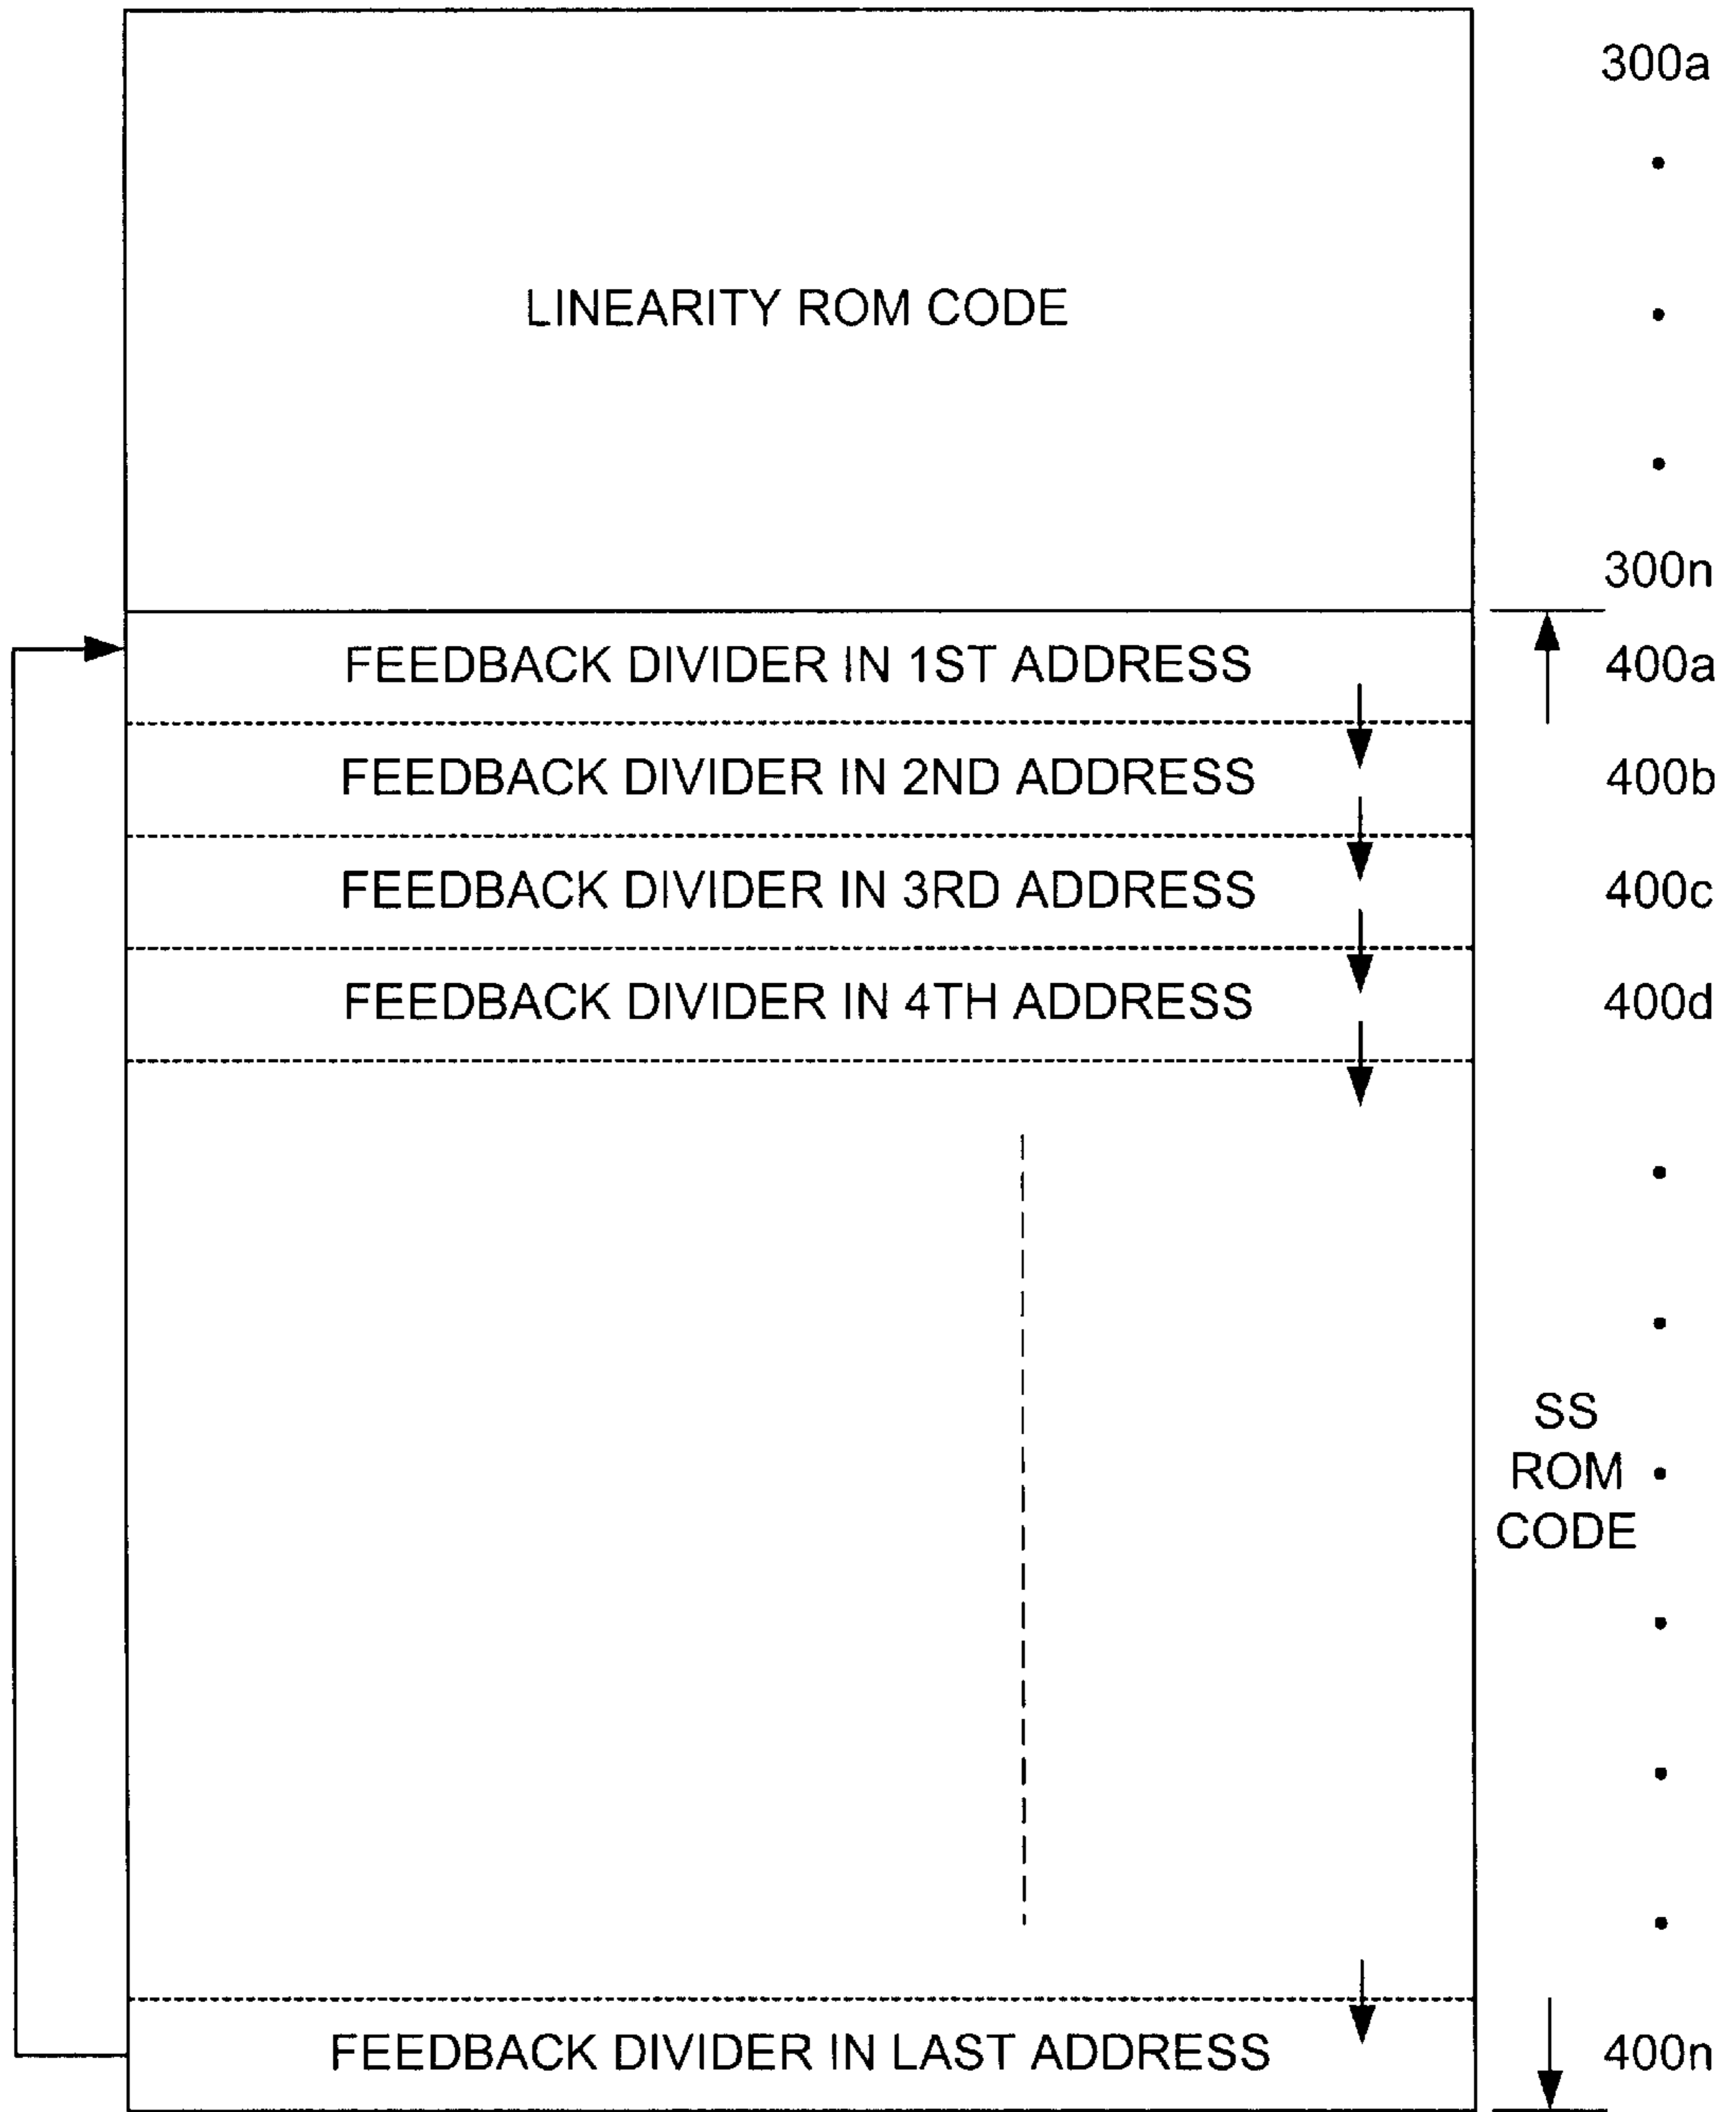 300a
LINEARITY ROM CODE
300n
FEEDBACK DIVIDER IN 1ST ADDRESS
400a
FEEDBACK DIVIDER IN 2ND ADDRESS
400b
FEEDBACK DIVIDER IN 3RD ADDRESS
400c
FEEDBACK DIVIDER IN 4TH ADDRESS
400d
SS
ROM
CODE
FEEDBACK DIVIDER IN LAST ADDRESS
400n